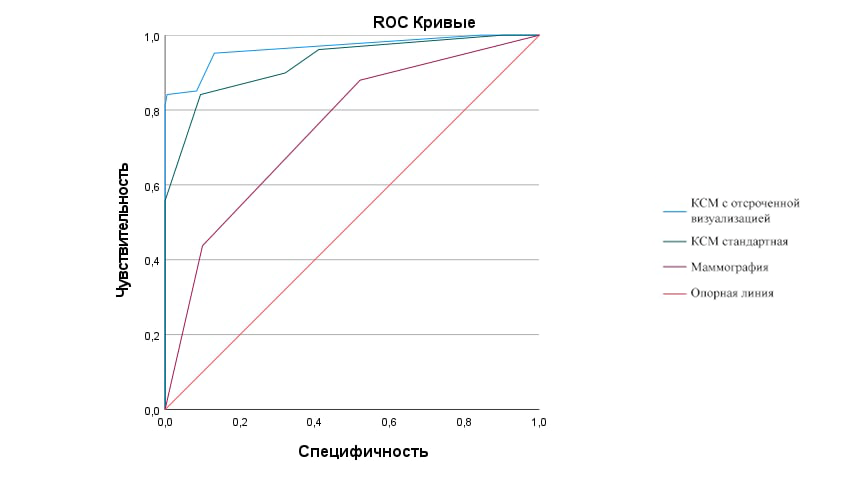 ROC Кривые
1,0
0,8
0,6
0,4
0,2
0,0
Чувствительность
0,0 0,2 0,4 0,6 0,8 1,0
Специфичность
КСМ с отсроченной
визуализацией
КСМ стандартная
Маммография
Опорная линия